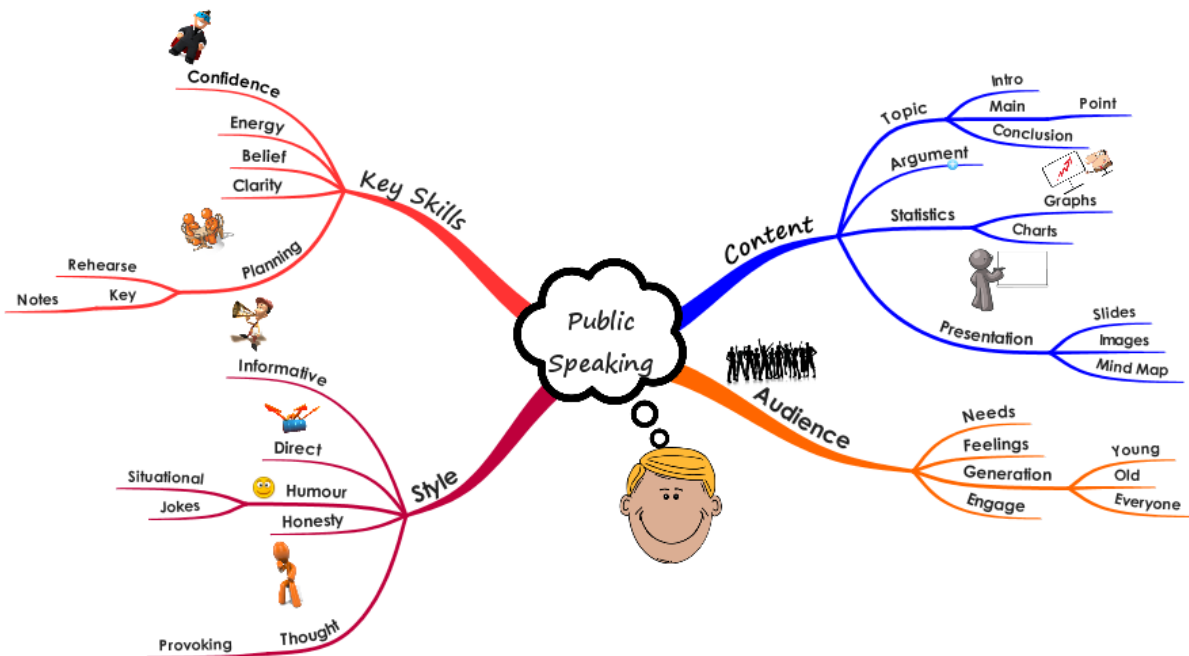 Public
Speaking
Content
Topic
Intro
Main
Point
Conclusion
Argument
Statistics
Graphs
Charts
Presentation
Slides
Images
Mind Map
Audience
Needs
Feelings
Generation
Young
Old
Everyone
Engage
Key Skills
Confidence
Energy
Belief
Clarity
Planning
Rehearse
Key
Notes
Style
Informative
Direct
Humour
Situational
Jokes
Honesty
Thought
Provoking